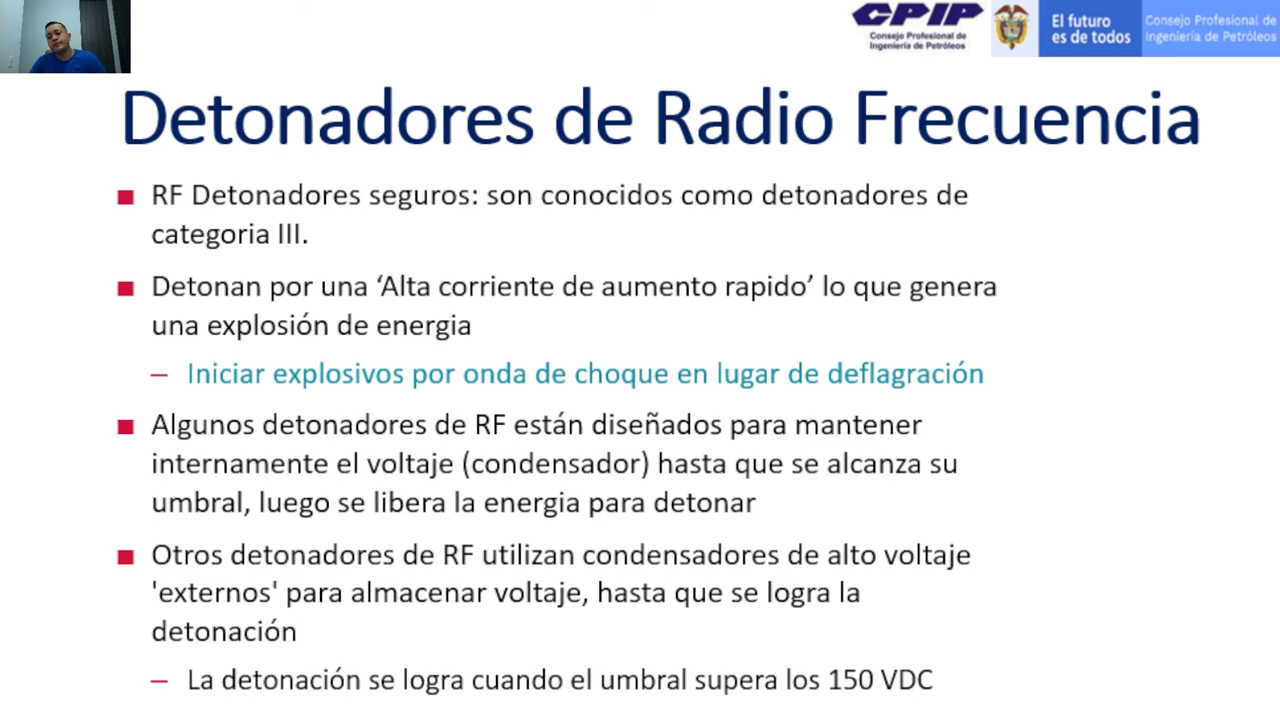 CPIP
Consejo Profesional de
Ingeniería de Petróleos
El futuro
es de todos
Consejo Profesional de
Ingeniería de Petróleos
Detonadores de Radio Frecuencia
RF Detonadores seguros: son conocidos como detonadores de
categoria III.
Detonan por una ‘Alta corriente de aumento rapido’ lo que genera
una explosión de energia
– Iniciar explosivos por onda de choque en lugar de deflagración
Algunos detonadores de RF están diseñados para mantener
internamente el voltaje (condensador) hasta que se alcanza su
umbral, luego se libera la energia para detonar
Otros detonadores de RF utilizan condensadores de alto voltaje
'externos' para almacenar voltaje, hasta que se logra la
detonación
– La detonación se logra cuando el umbral supera los 150 VDC